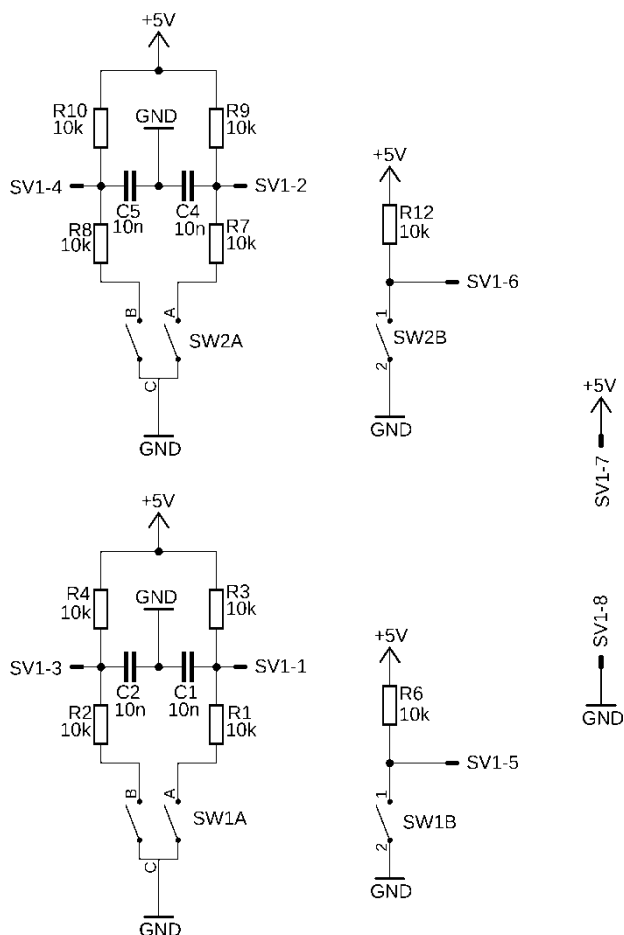 +5V
R10
10k
GND
R9
10k
SV1-4
C5
10n
C4
10n
SV1-2
R8
10k
R7
10k
B
A
SW2A
C
GND
+5V
R12
10k
SV1-6
1
SW2B
2
GND
+5V
SV1-7
+5V
R4
10k
GND
R3
10k
SV1-3
C2
10n
C1
10n
SV1-1
R2
10k
R1
10k
B
A
SW1A
C
GND
+5V
R6
10k
SV1-5
1
SW1B
2
GND
SV1-8
GND